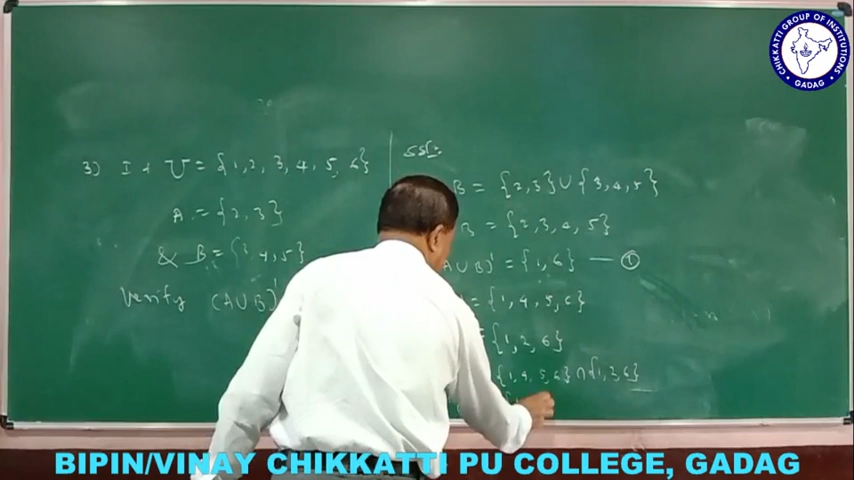 3) If U = {1, 2, 3, 4, 5, 6}
A = {2, 3}
& B = {3, 4, 5}
Verify (A∪B)'
Sol:
B = {2, 3} ∪ {3, 4, 5}
B = {2, 3, 4, 5}
A∪B)' = {1, 6} — ①
= {1, 4, 5, 6}
= {1, 2, 6}
{1, 4, 5, 6} ∩ {1, 2, 6}
CHIKKATTI GROUP OF INSTITUTIONS
GADAG
BIPIN/VINAY CHIKKATTI PU COLLEGE, GADAG